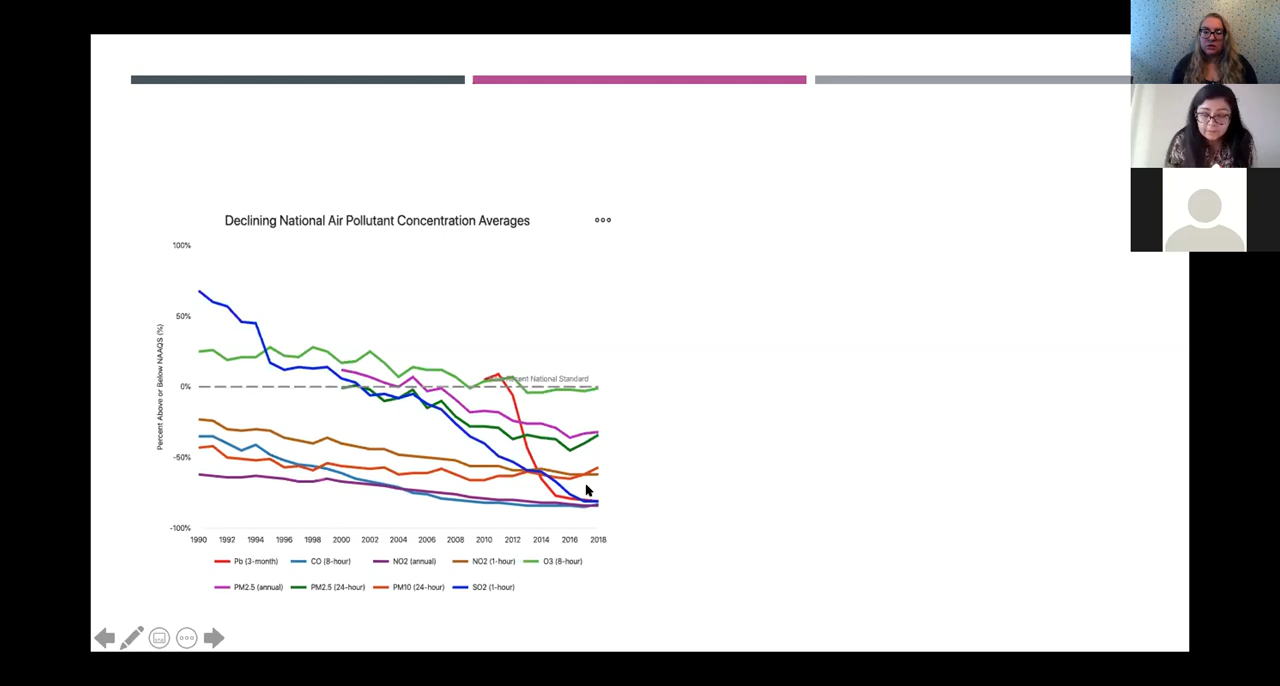 Declining National Air Pollutant Concentration Averages
100%
50%
0%
-50%
-100%
Percent Above or Below NAAQS (%)
Recent National Standard
1990 1992 1994 1996 1998 2000 2002 2004 2006 2008 2010 2012 2014 2016 2018
Pb (3-month) CO (8-hour) NO2 (annual) NO2 (1-hour) O3 (8-hour)
PM2.5 (annual) PM2.5 (24-hour) PM10 (24-hour) SO2 (1-hour)